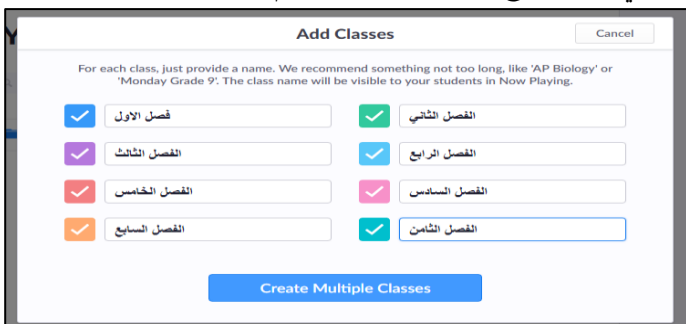 Add Classes
Cancel
For each class, just provide a name. We recommend something not too long, like 'AP Biology' or
'Monday Grade 9'. The class name will be visible to your students in Now Playing.
فصل الاول
الفصل الثاني
الفصل الثالث
الفصل الرابع
الفصل الخامس
الفصل السادس
الفصل السابع
الفصل الثامن
Create Multiple Classes